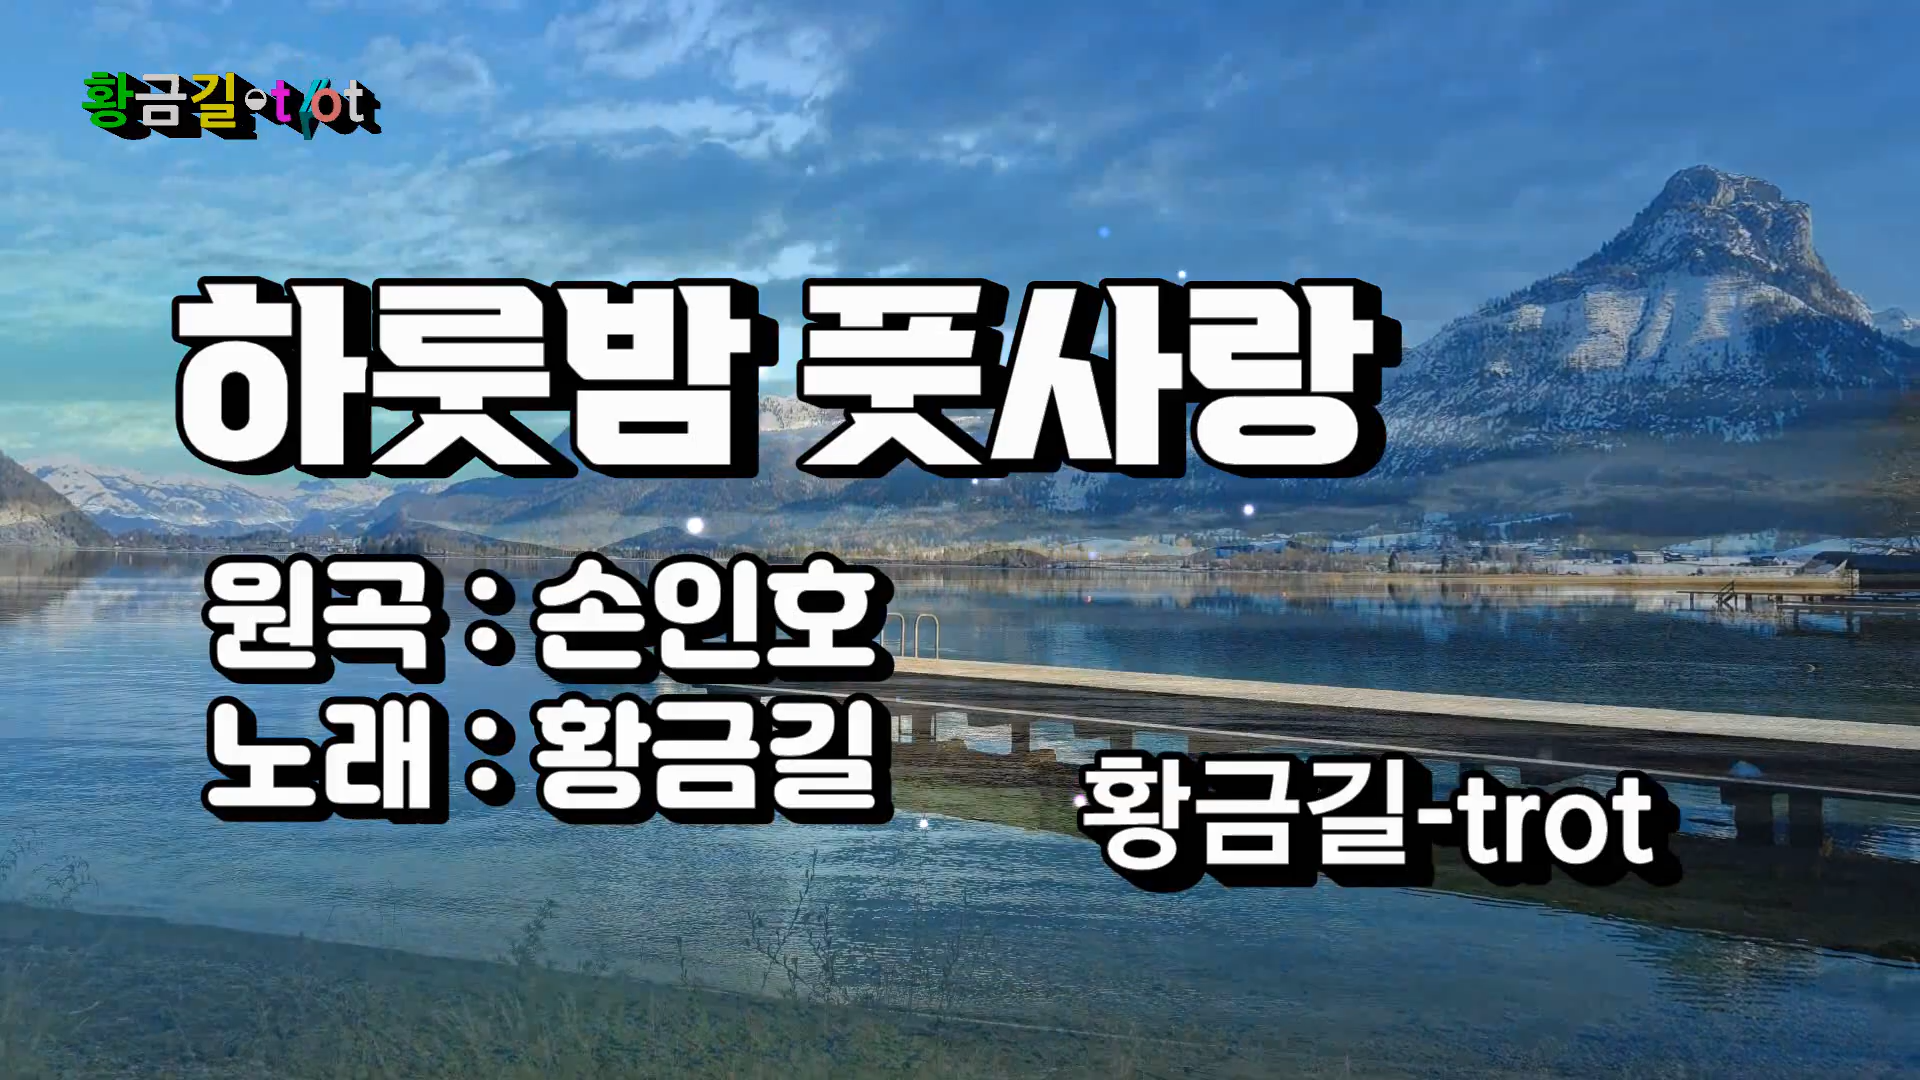 황금길-trot
하룻밤 풋사랑
원곡 : 손인호
노래 : 황금길
황금길-trot